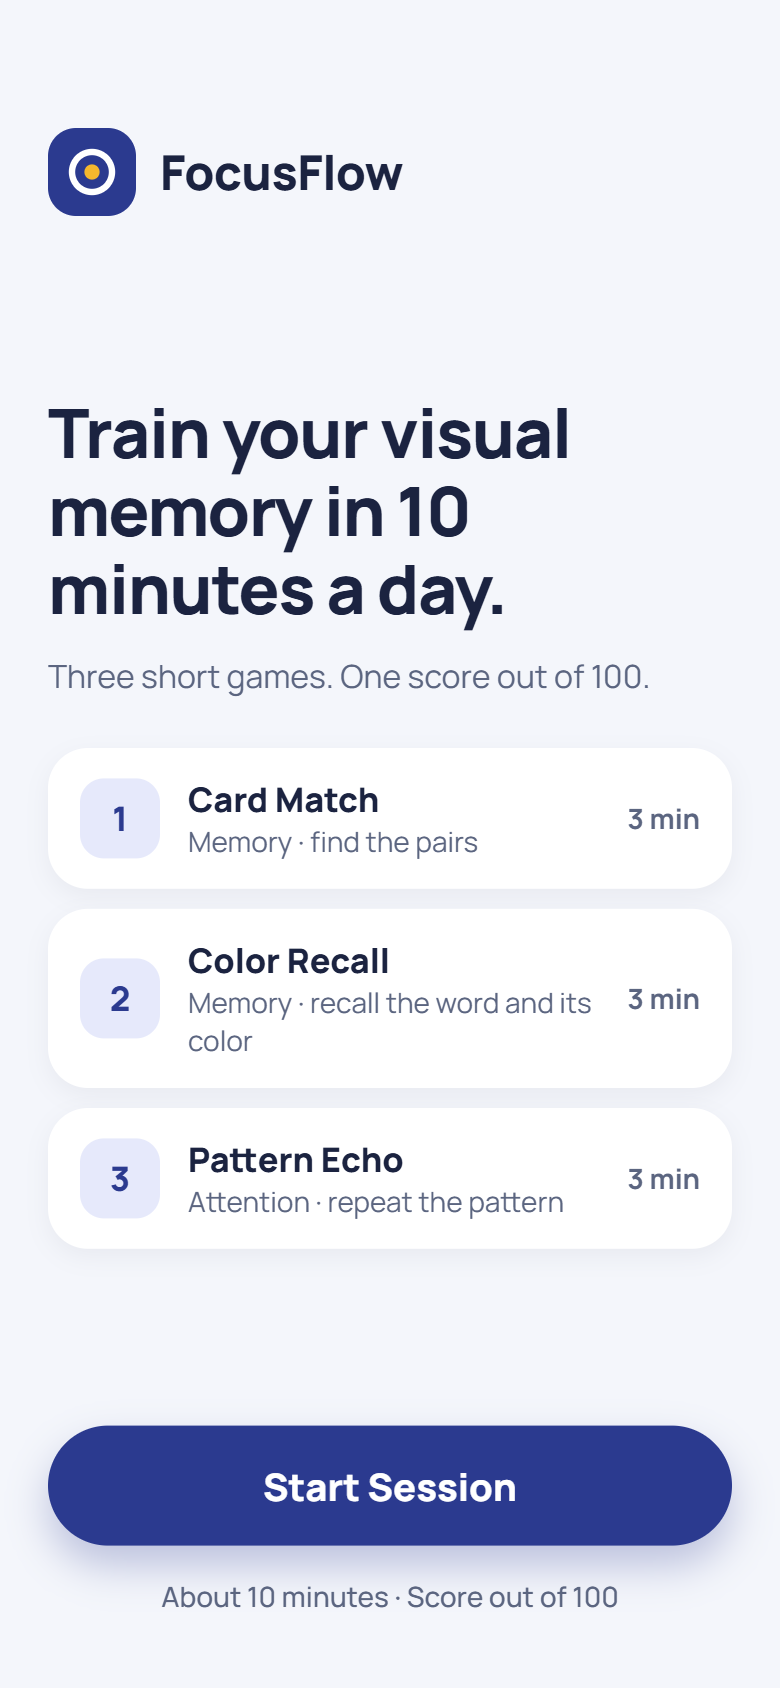 FocusFlow
Train your visual
memory in 10
minutes a day.
Three short games. One score out of 100.
1
Card Match
Memory · find the pairs
3 min
2
Color Recall
Memory · recall the word and its
color
3 min
3
Pattern Echo
Attention · repeat the pattern
3 min
Start Session
About 10 minutes · Score out of 100